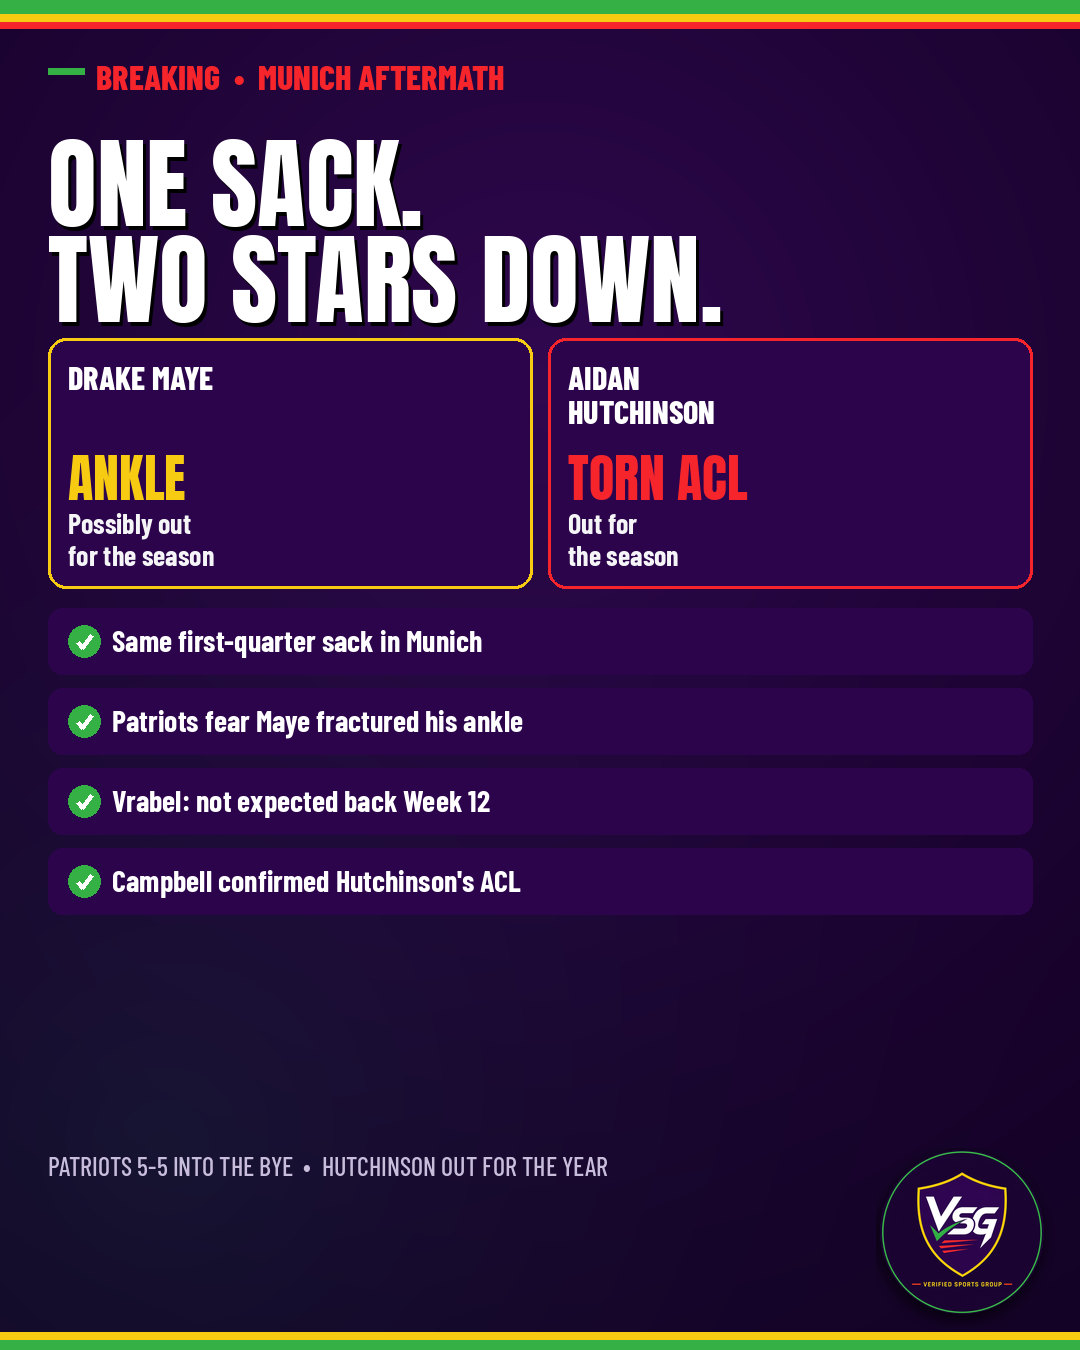 BREAKING • MUNICH AFTERMATH
ONE SACK.
TWO STARS DOWN.
DRAKE MAYE
ANKLE
Possibly out
for the season
AIDAN
HUTCHINSON
TORN ACL
Out for
the season
Same first-quarter sack in Munich
Patriots fear Maye fractured his ankle
Vrabel: not expected back Week 12
Campbell confirmed Hutchinson's ACL
PATRIOTS 5-5 INTO THE BYE • HUTCHINSON OUT FOR THE YEAR
VSG
VERIFIED SPORTS GROUP